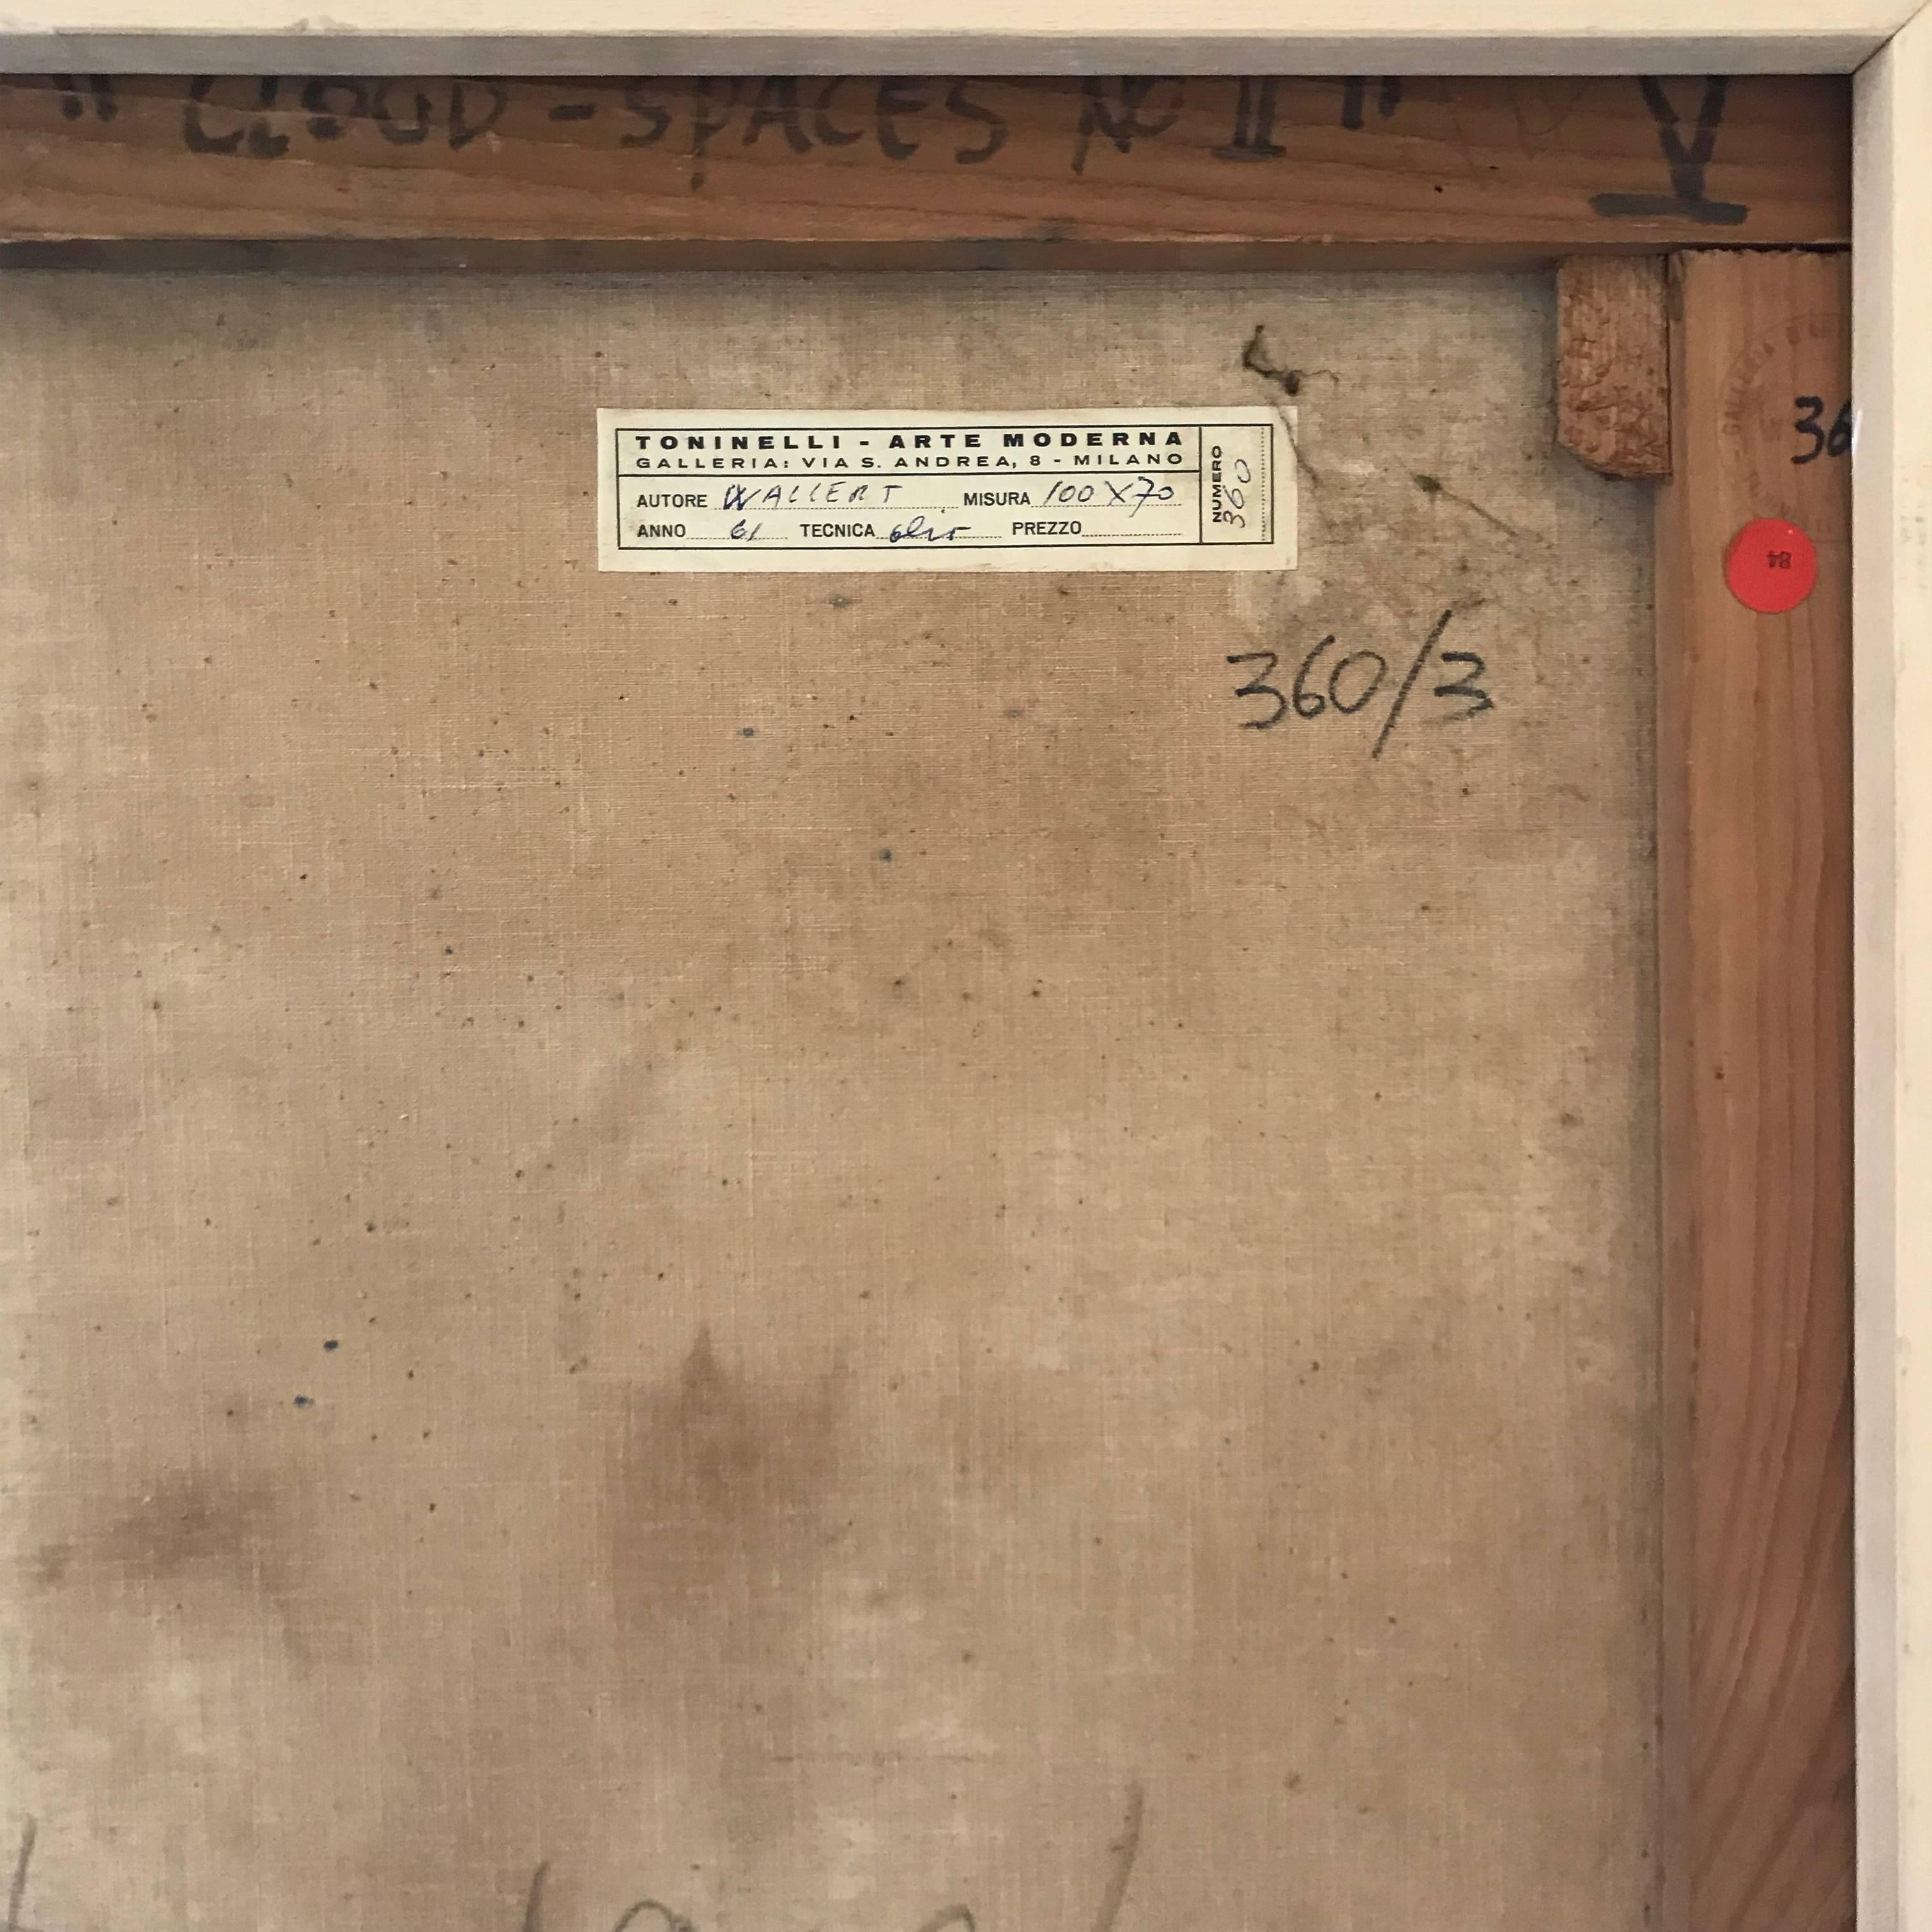 " CLOUD - SPACES NO II " V
TONINELLI - ARTE MODERNA
GALLERIA: VIA S. ANDREA, 8 - MILANO
AUTORE WALLERT MISURA 100 X 70
ANNO 61 TECNICA olio PREZZO
NUMERO 360
36
84
360/3